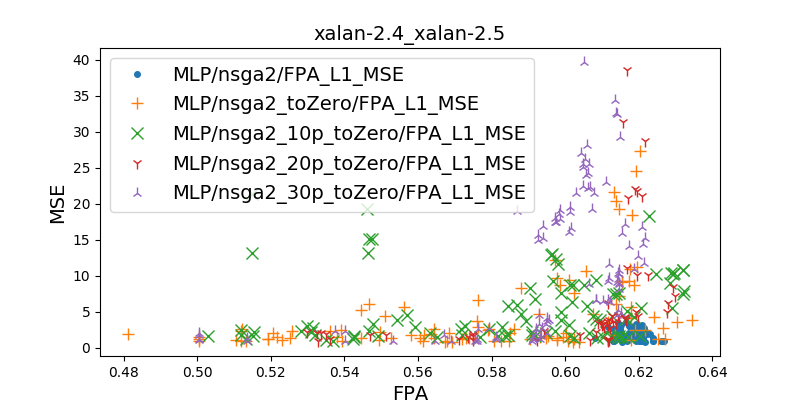 xalan-2.4_xalan-2.5
MSE
40
35
30
25
20
15
10
5
0
MLP/nsga2/FPA_L1_MSE
MLP/nsga2_toZero/FPA_L1_MSE
MLP/nsga2_10p_toZero/FPA_L1_MSE
MLP/nsga2_20p_toZero/FPA_L1_MSE
MLP/nsga2_30p_toZero/FPA_L1_MSE
0.48 0.50 0.52 0.54 0.56 0.58 0.60 0.62 0.64
FPA